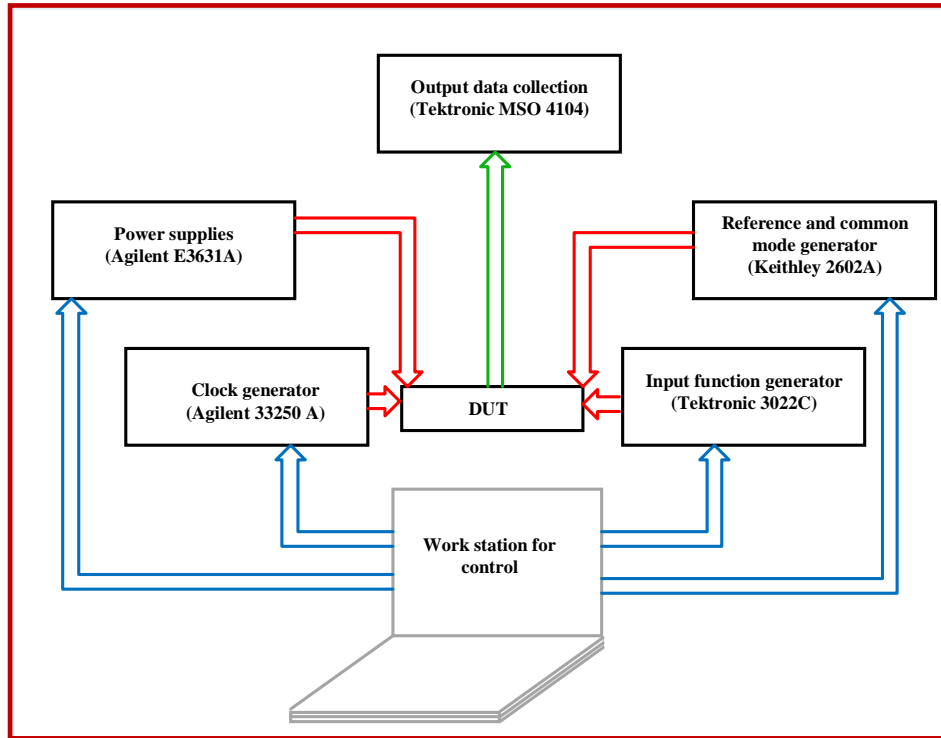 Output data collection
(Tektronic MSO 4104)
Power supplies
(Agilent E3631A)
Reference and common
mode generator
(Keithley 2602A)
Clock generator
(Agilent 33250 A)
DUT
Input function generator
(Tektronic 3022C)
Work station for
control